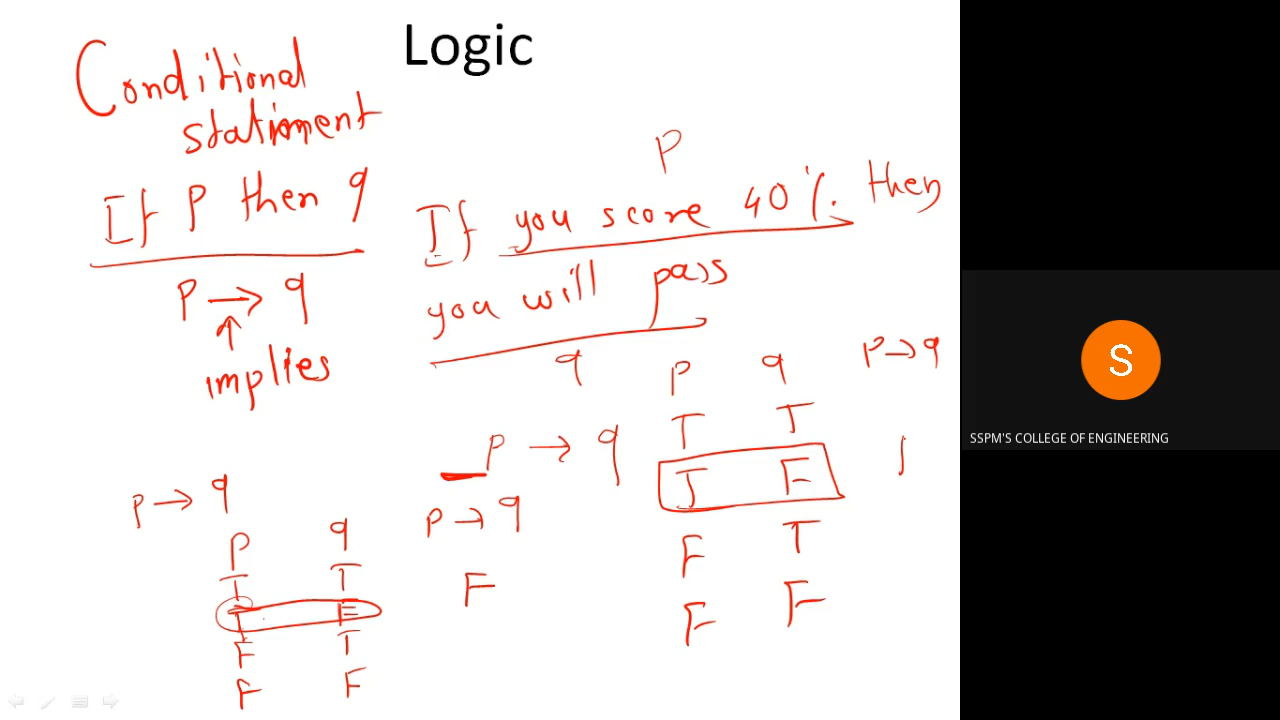 Logic
Conditional
statement
If P then q
P → q
implies
P
If you score 40% then
you will pass
q
P → q
P q P→q
T T
T F
F T
F F
P → q
P q P → q
T T
T F F
F T
F F
S
SSPM'S COLLEGE OF ENGINEERING